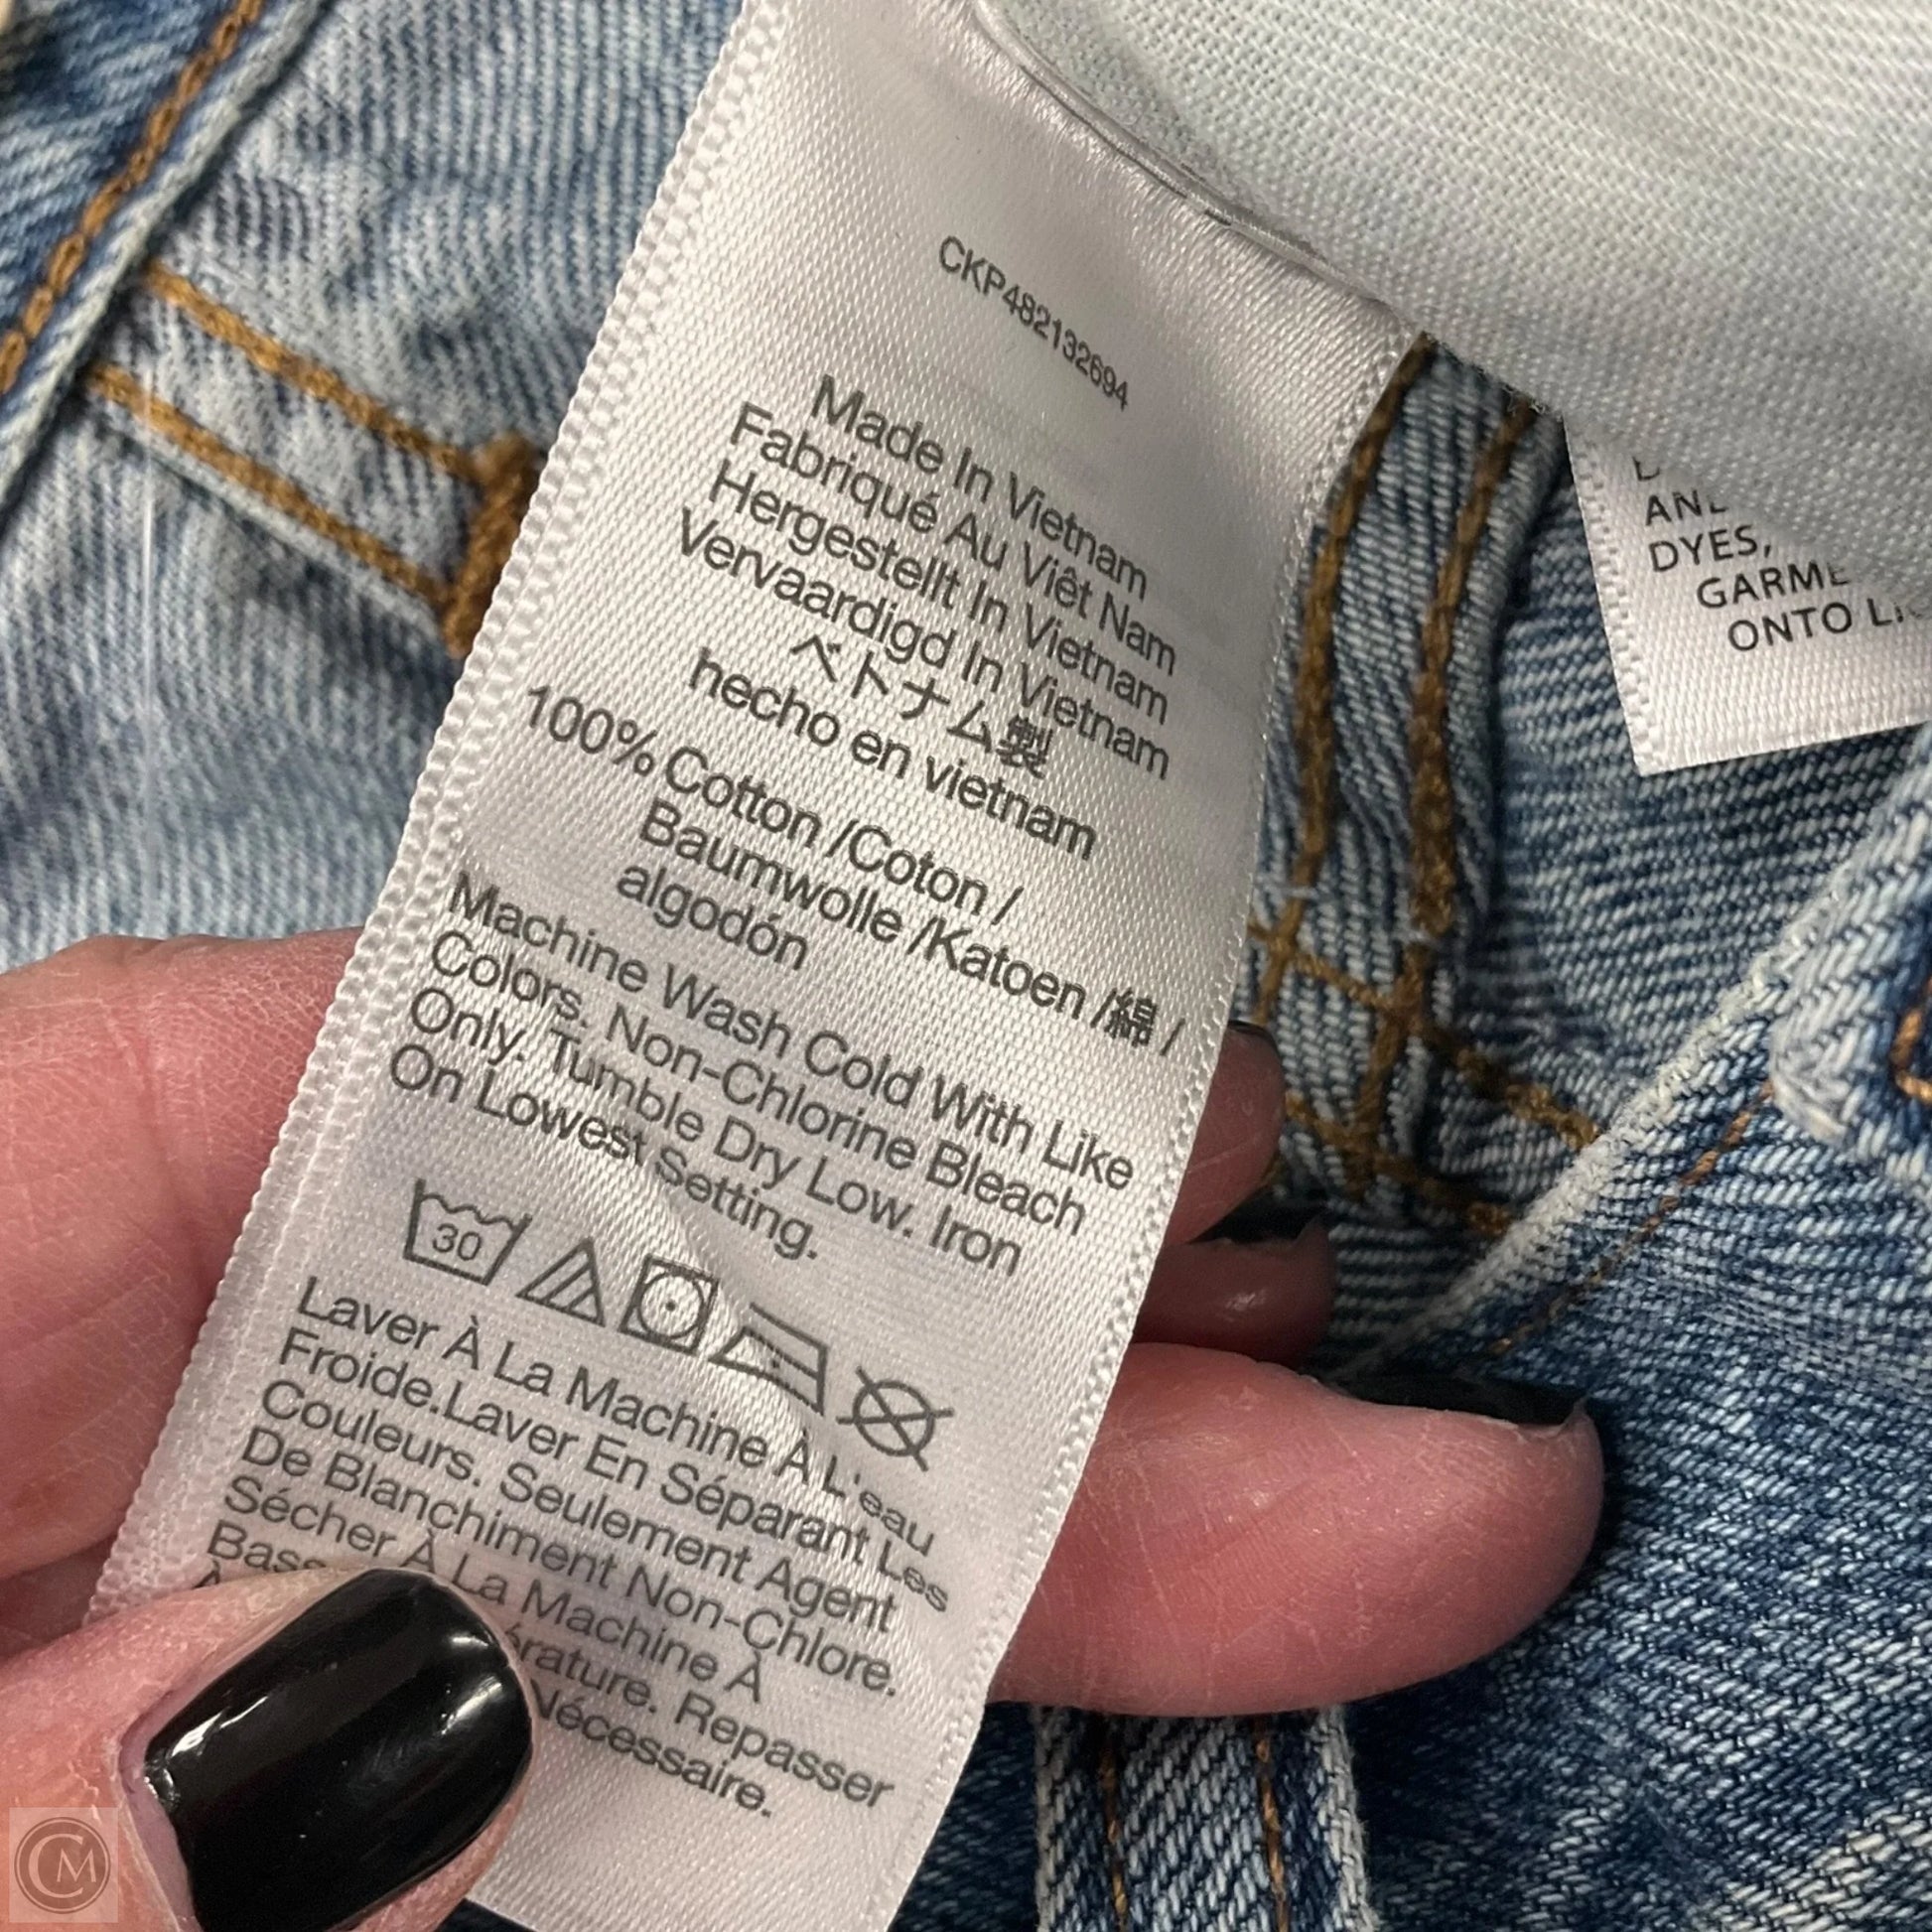 CKP482132694
Made In Vietnam
Fabriqué Au Viêt Nam
Hergestellt In Vietnam
Vervaardigd In Vietnam
ベトナム製
hecho en vietnam
100% Cotton /Coton /
Baumwolle /Katoen /綿 /
algodón
Machine Wash Cold With Like
Colors. Non-Chlorine Bleach
Only. Tumble Dry Low. Iron
On Lowest Setting.
30
Laver À La Machine À L'eau
Froide.Laver En Séparant Les
Couleurs. Seulement Agent
De Blanchiment Non-Chlore.
Sécher À La Machine À
Repasser
Nécessaire.
DYES,
ONTO
CM